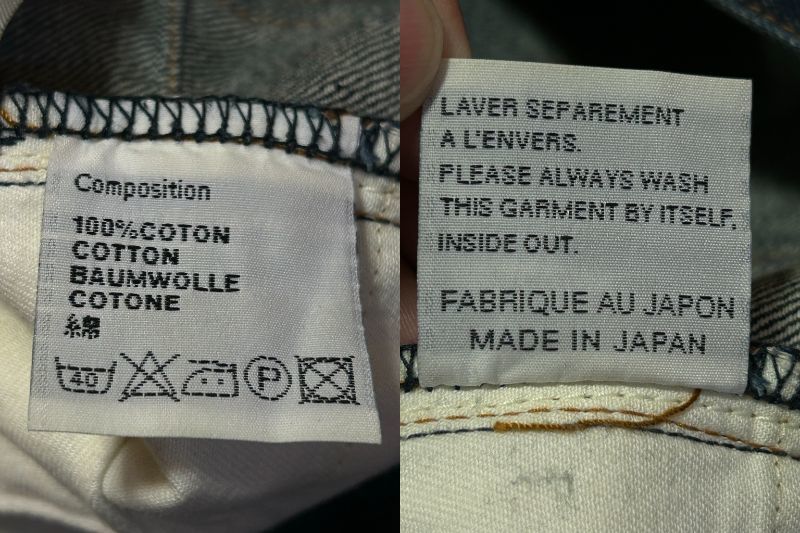 Composition
100%COTON
COTTON
BAUMWOLLE
COTONE
綿
40 P
LAVER SEPAREMENT
A L'ENVERS.
PLEASE ALWAYS WASH
THIS GARMENT BY ITSELF,
INSIDE OUT.
FABRIQUE AU JAPON
MADE IN JAPAN